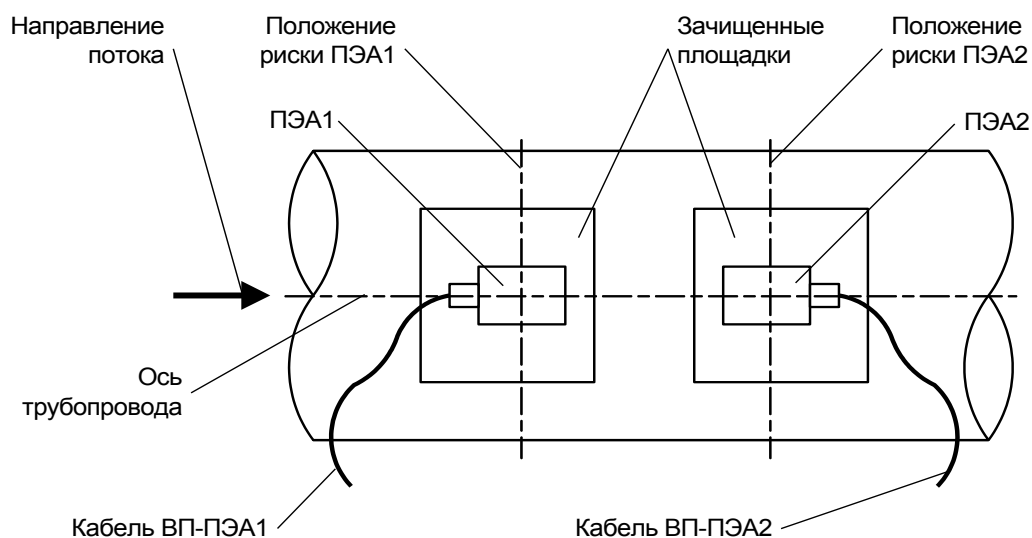 Направление
потока
Положение
риски ПЭА1
Зачищенные
площадки
Положение
риски ПЭА2
ПЭА1
ПЭА2
Ось
трубопровода
Кабель ВП-ПЭА1
Кабель ВП-ПЭА2